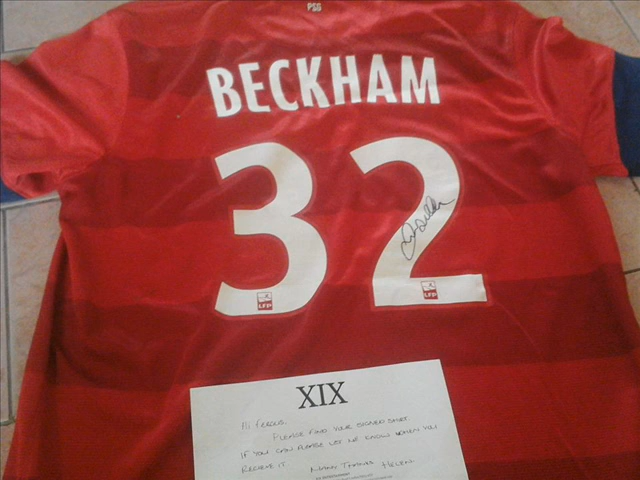 PSG
BECKHAM
32
LFP LFP
XIX
Hi Fergus,
PLEASE FIND YOUR SIGNED SHIRT.
IF YOU CAN PLEASE LET ME KNOW WHEN YOU
RECIEVE IT. MANY THANKS HELEN